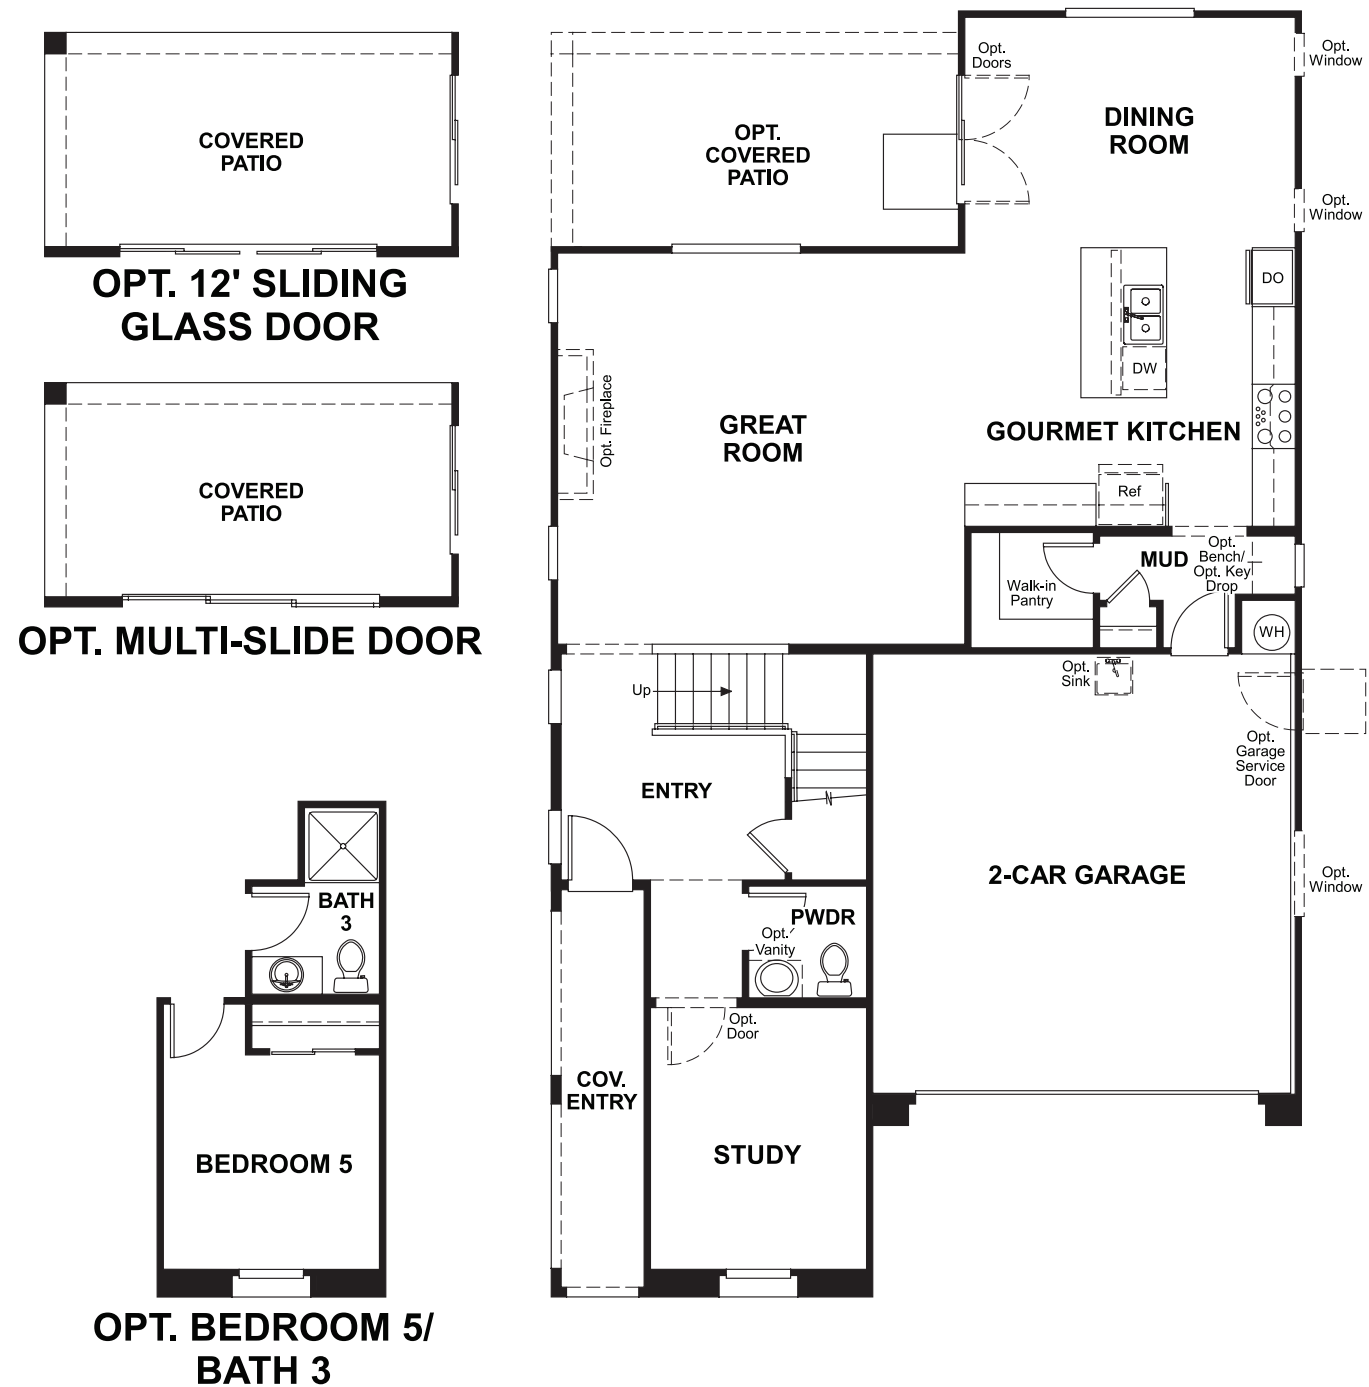 COVERED
PATIO
OPT. 12' SLIDING
GLASS DOOR
COVERED
PATIO
OPT. MULTI-SLIDE DOOR
BATH
3
BEDROOM 5
OPT. BEDROOM 5/
BATH 3
OPT.
COVERED
PATIO
Opt.
Doors
DINING
ROOM
Opt.
Window
Opt.
Window
DO
DW
Opt. Fireplace
GREAT
ROOM
GOURMET KITCHEN
Ref
Walk-in
Pantry
MUD
Opt.
Bench/
Opt. Key
Drop
WH
Opt.
Sink
Up
Opt.
Garage
Service
Door
ENTRY
2-CAR GARAGE
Opt.
Window
PWDR
Opt.
Vanity
Opt.
Door
COV.
ENTRY
STUDY